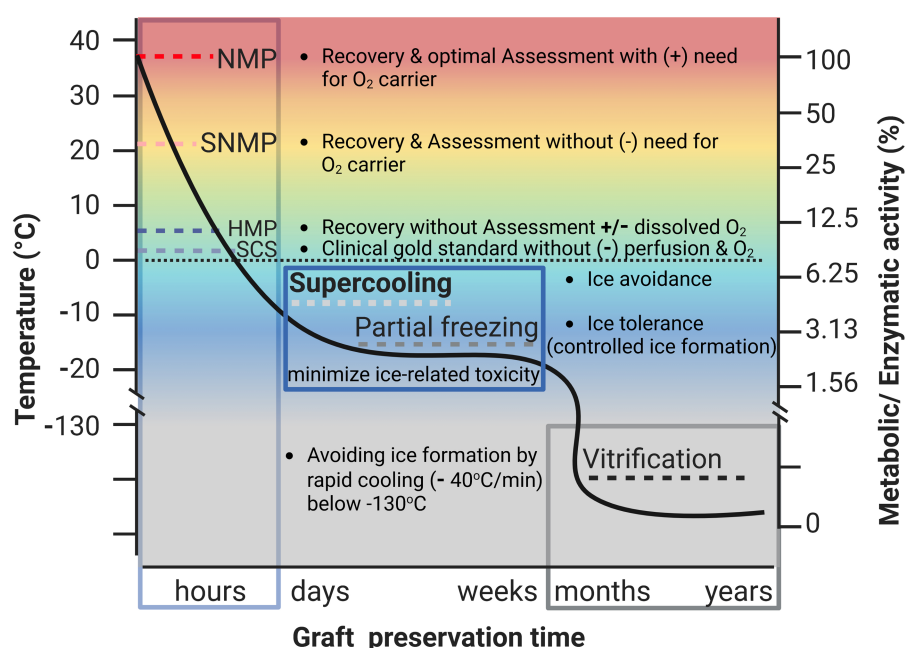 40
30
20
10
0
-10
-20
-130
Temperature (°C)
NMP
• Recovery & optimal Assessment with (+) need
for O₂ carrier
SNMP
• Recovery & Assessment without (-) need for
O₂ carrier
HMP
• Recovery without Assessment +/- dissolved O₂
SCS
• Clinical gold standard without (-) perfusion & O₂
Supercooling
• Ice avoidance
Partial freezing
• Ice tolerance
(controlled ice formation)
minimize ice-related toxicity
• Avoiding ice formation by
rapid cooling (- 40°C/min)
below -130°C
Vitrification
100
50
25
12.5
6.25
3.13
1.56
0
Metabolic/ Enzymatic activity (%)
hours days weeks months years
Graft preservation time